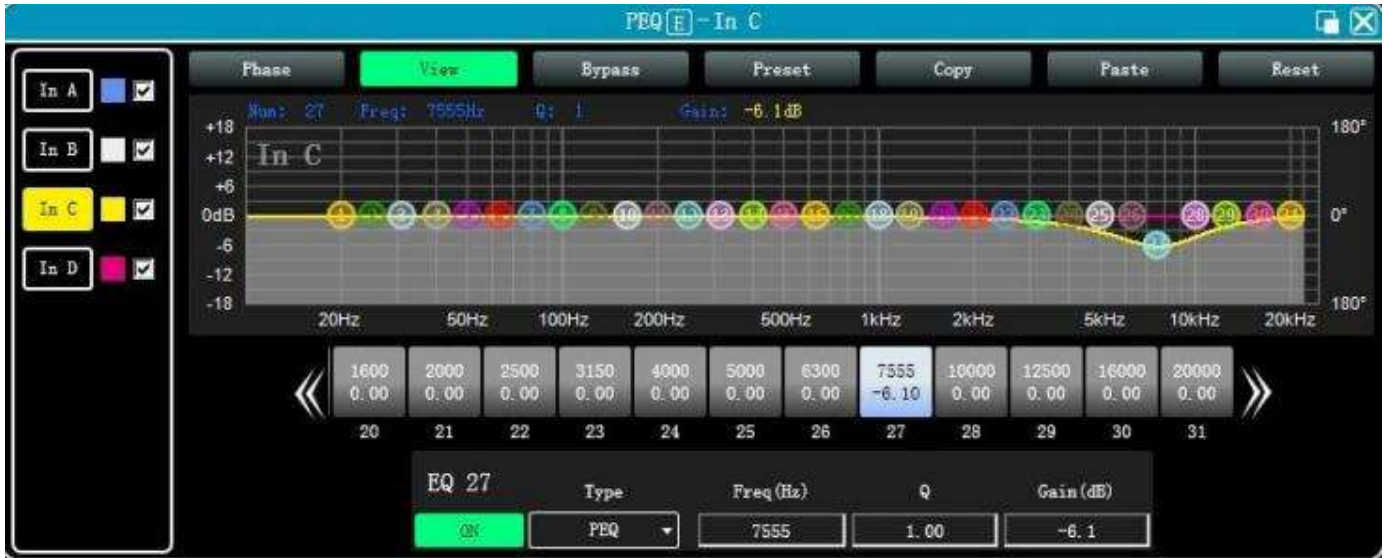 PEQ E - In C
Phase View Bypass Preset Copy Paste Reset
In A
In B
In C
In D
Num: 27 Freq: 7555Hz Q: 1 Gain: -6.1dB
In C
+18 180°
+12
+6
0dB 0°
-6
-12
-18 180°
20Hz 50Hz 100Hz 200Hz 500Hz 1kHz 2kHz 5kHz 10kHz 20kHz
1600 2000 2500 3150 4000 5000 6300 7555 10000 12500 16000 20000
0.00 0.00 0.00 0.00 0.00 0.00 0.00 -6.10 0.00 0.00 0.00 0.00
20 21 22 23 24 25 26 27 28 29 30 31
EQ 27 Type Freq(Hz) Q Gain(dB)
ON PEQ 7555 1.00 -6.1